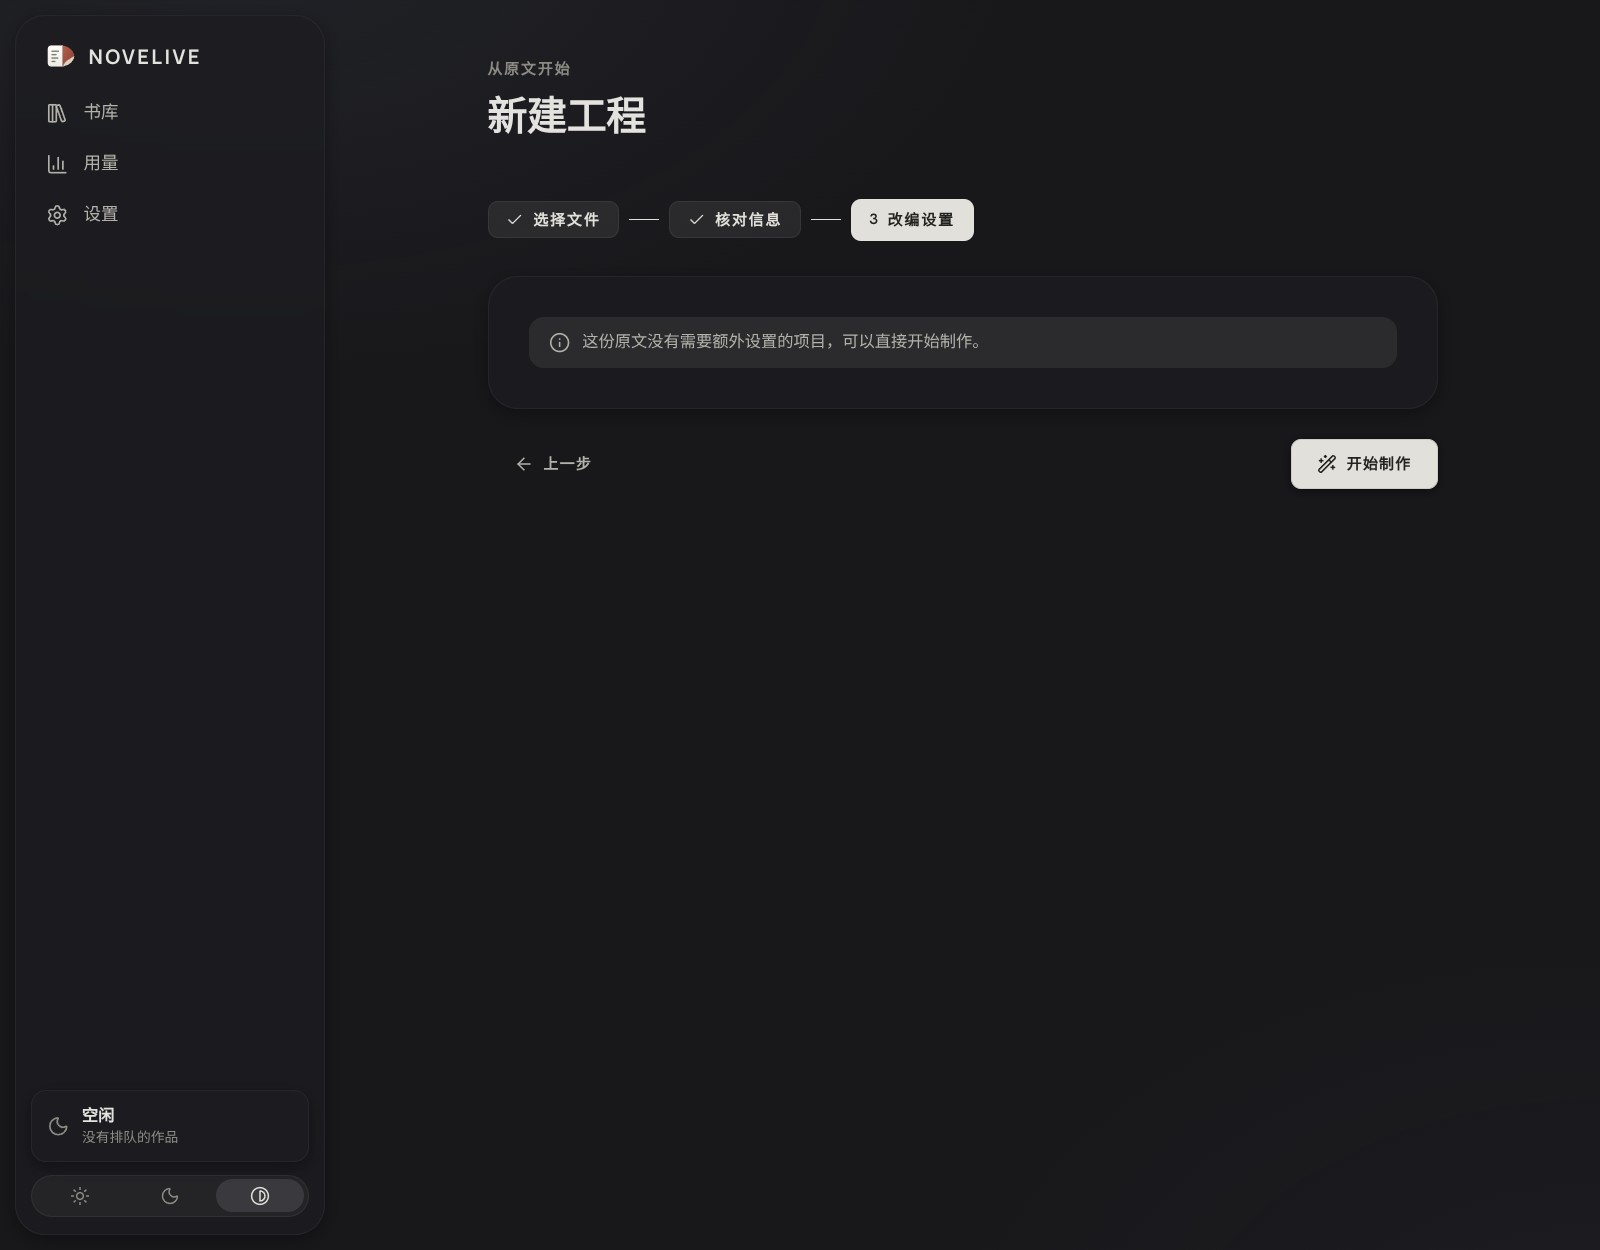 NOVELIVE
书库
用量
设置
从原文开始
新建工程
选择文件
核对信息
3 改编设置
这份原文没有需要额外设置的项目，可以直接开始制作。
上一步
开始制作
空闲
没有排队的作品